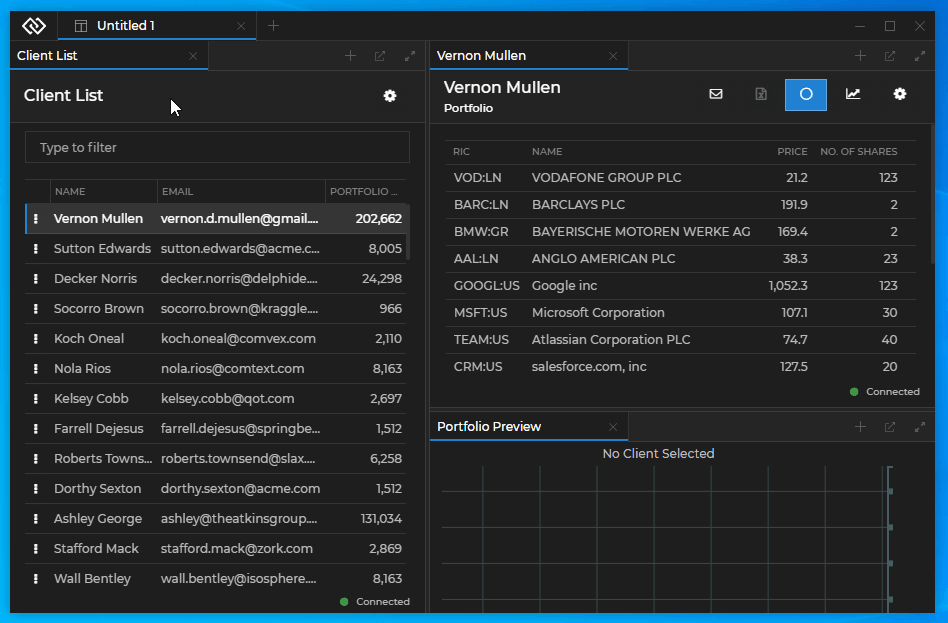 Untitled 1
Client List
Client List
Type to filter
NAME EMAIL PORTFOLIO ...
Vernon Mullen vernon.d.mullen@gmail.... 202,662
Sutton Edwards sutton.edwards@acme.c... 8,005
Decker Norris decker.norris@delphide... 24,298
Socorro Brown socorro.brown@kraggle.... 966
Koch Oneal koch.oneal@comvex.com 2,110
Nola Rios nola.rios@comtext.com 8,163
Kelsey Cobb kelsey.cobb@qot.com 2,697
Farrell Dejesus farrell.dejesus@springbe... 1,512
Roberts Towns... roberts.townsend@slax.... 6,258
Dorthy Sexton dorthy.sexton@acme.com 1,512
Ashley George ashley@theatkinsgroup.... 131,034
Stafford Mack stafford.mack@zork.com 2,869
Wall Bentley wall.bentley@isosphere.... 8,163
Connected
Vernon Mullen
Vernon Mullen
Portfolio
RIC NAME PRICE NO. OF SHARES
VOD:LN VODAFONE GROUP PLC 21.2 123
BARC:LN BARCLAYS PLC 191.9 2
BMW:GR BAYERISCHE MOTOREN WERKE AG 169.4 2
AAL:LN ANGLO AMERICAN PLC 38.3 23
GOOGL:US Google inc 1,052.3 123
MSFT:US Microsoft Corporation 107.1 30
TEAM:US Atlassian Corporation PLC 74.7 40
CRM:US salesforce.com, inc 127.5 20
Connected
Portfolio Preview
No Client Selected